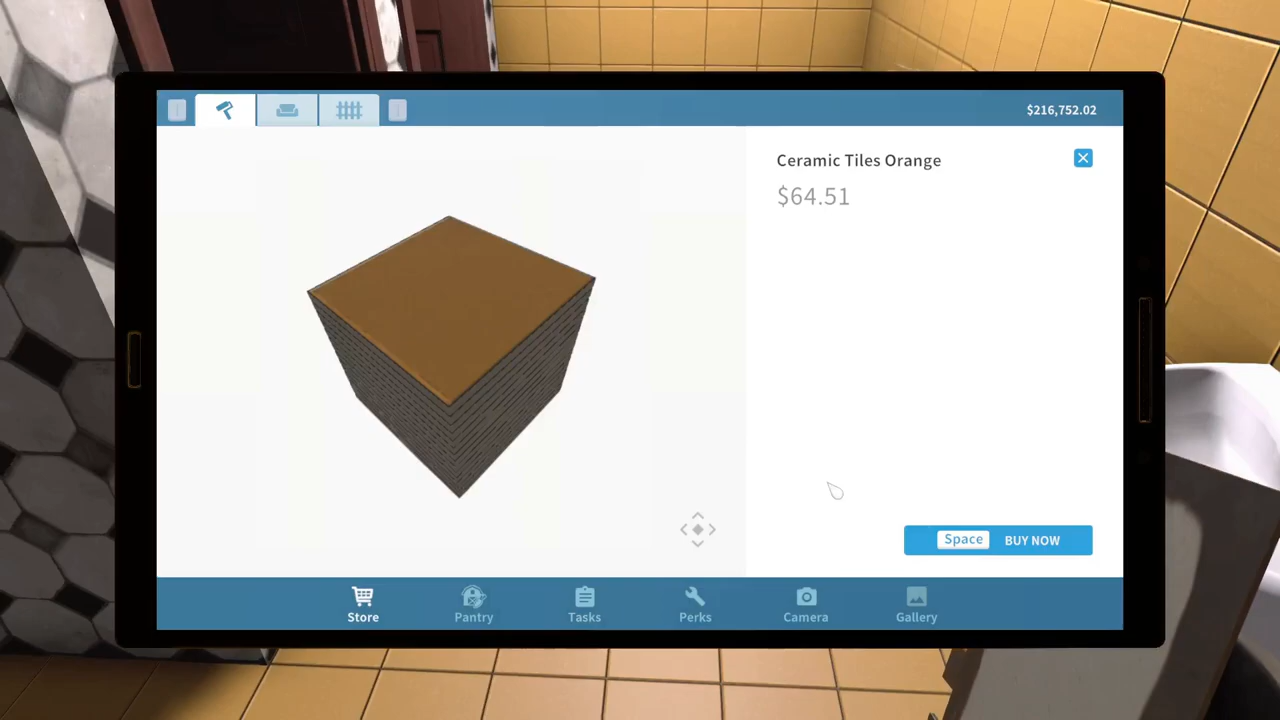 $216,752.02
Ceramic Tiles Orange
$64.51
Space BUY NOW
Store Pantry Tasks Perks Camera Gallery